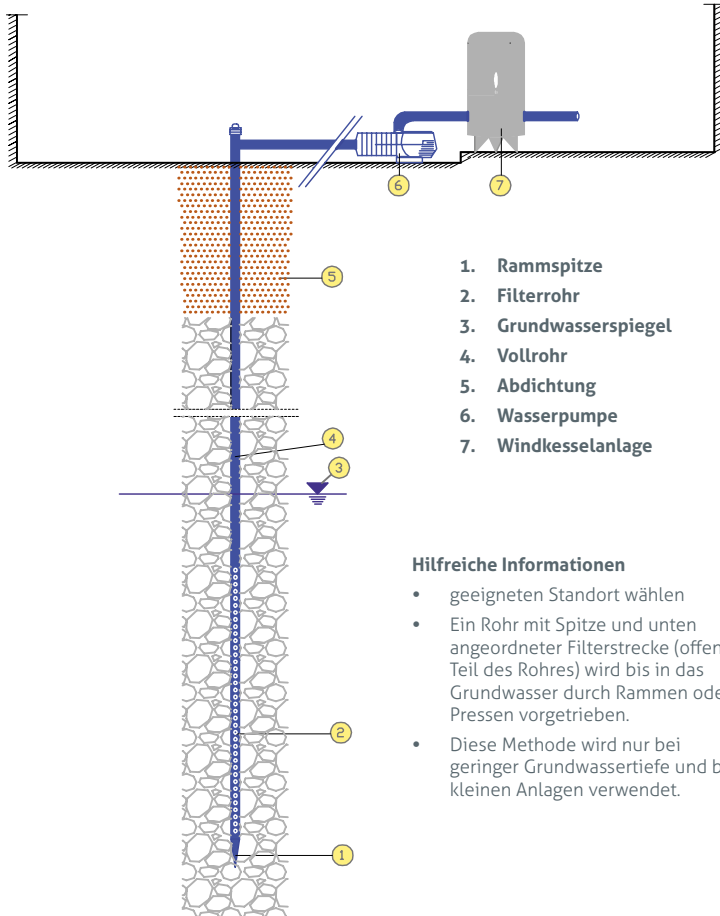 6
7
5
4
3
2
1
1. Rammspitze
2. Filterrohr
3. Grundwasserspiegel
4. Vollrohr
5. Abdichtung
6. Wasserpumpe
7. Windkesselanlage
Hilfreiche Informationen
• geeigneten Standort wählen
• Ein Rohr mit Spitze und unten
angeordneter Filterstrecke (offen
Teil des Rohres) wird bis in das
Grundwasser durch Rammen ode
Pressen vorgetrieben.
• Diese Methode wird nur bei
geringer Grundwassertiefe und b
kleinen Anlagen verwendet.